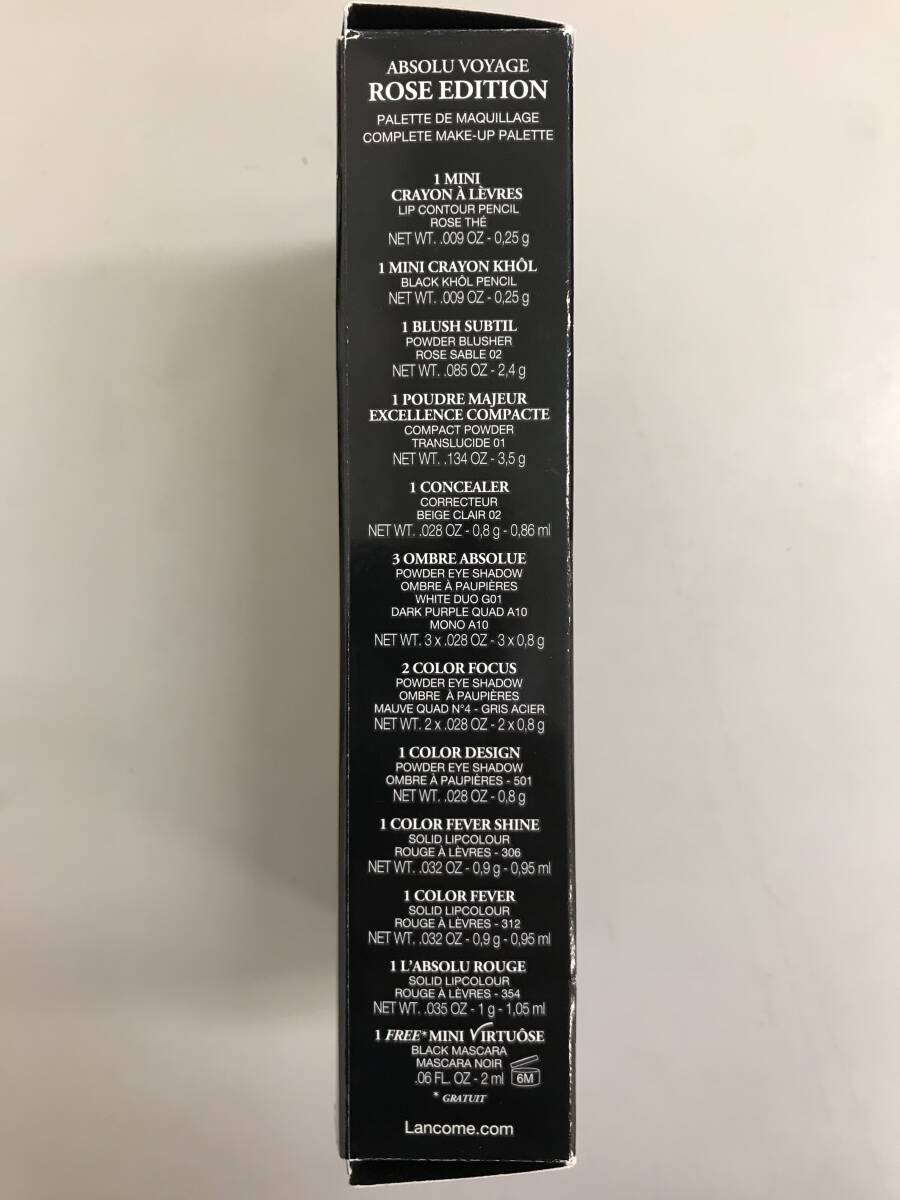 ABSOLU VOYAGE
ROSE EDITION
PALETTE DE MAQUILLAGE
COMPLETE MAKE-UP PALETTE
1 MINI
CRAYON À LÈVRES
LIP CONTOUR PENCIL
ROSE THÉ
NET WT. .009 OZ - 0,25 g
1 MINI CRAYON KHÔL
BLACK KHÔL PENCIL
NET WT. .009 OZ - 0,25 g
1 BLUSH SUBTIL
POWDER BLUSHER
ROSE SABLE 02
NET WT. .085 OZ - 2,4 g
1 POUDRE MAJEUR
EXCELLENCE COMPACTE
COMPACT POWDER
TRANSLUCIDE 01
NET WT. .134 OZ - 3,5 g
1 CONCEALER
CORRECTEUR
BEIGE CLAIR 02
NET WT. .028 OZ - 0,8 g - 0,86 ml
3 OMBRE ABSOLUE
POWDER EYE SHADOW
OMBRE À PAUPIÈRES
WHITE DUO G01
DARK PURPLE QUAD A10
MONO A10
NET WT. 3 x .028 OZ - 3 x 0,8 g
2 COLOR FOCUS
POWDER EYE SHADOW
OMBRE À PAUPIÈRES
MAUVE QUAD N°4 - GRIS ACIER
NET WT. 2 x .028 OZ - 2 x 0,8 g
1 COLOR DESIGN
POWDER EYE SHADOW
OMBRE À PAUPIÈRES - 501
NET WT. .028 OZ - 0,8 g
1 COLOR FEVER SHINE
SOLID LIPCOLOUR
ROUGE À LÈVRES - 306
NET WT. .032 OZ - 0,9 g - 0,95 ml
1 COLOR FEVER
SOLID LIPCOLOUR
ROUGE À LÈVRES - 312
NET WT. .032 OZ - 0,9 g - 0,95 ml
1 L'ABSOLU ROUGE
SOLID LIPCOLOUR
ROUGE À LÈVRES - 354
NET WT. .035 OZ - 1 g - 1,05 ml
1 FREE* MINI VIRTUÔSE
BLACK MASCARA
MASCARA NOIR
.06 FL. OZ - 2 ml 6M
* GRATUIT
Lancome.com